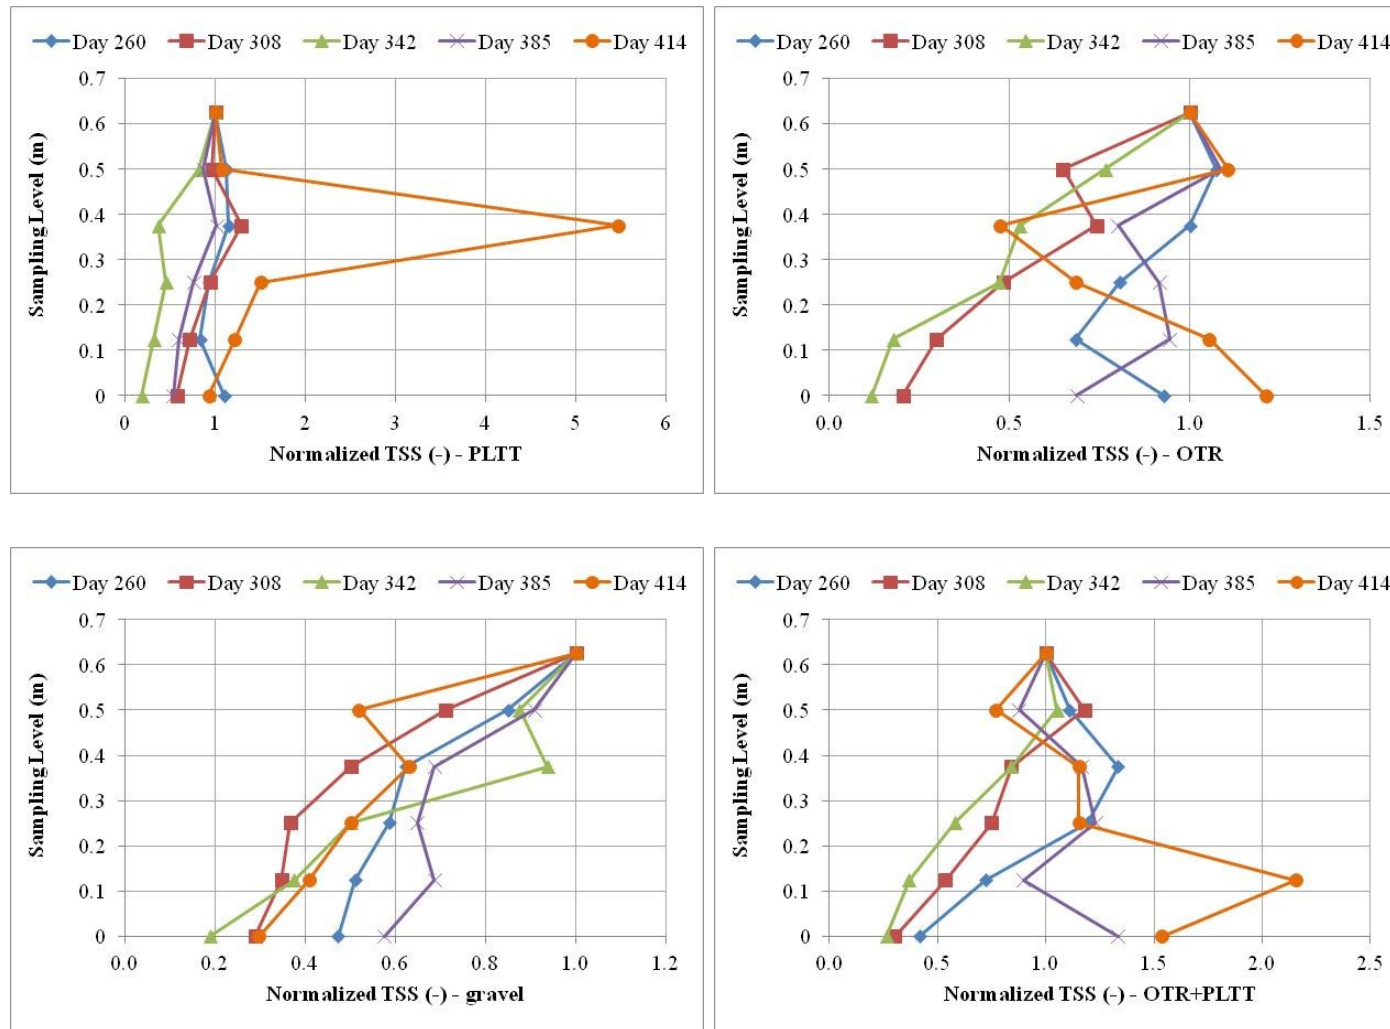 Day 260 Day 308 Day 342 Day 385 Day 414
0.7
0.6
0.5
0.4
0.3
0.2
0.1
0
Sampling Level (m)
0 1 2 3 4 5 6
Normalized TSS (-) - PLTT
Day 260 Day 308 Day 342 Day 385 Day 414
0.7
0.6
0.5
0.4
0.3
0.2
0.1
0
Sampling Level (m)
0.0 0.5 1.0 1.5
Normalized TSS (-) - OTR
Day 260 Day 308 Day 342 Day 385 Day 414
0.7
0.6
0.5
0.4
0.3
0.2
0.1
0
Sampling Level (m)
0.0 0.2 0.4 0.6 0.8 1.0 1.2
Normalized TSS (-) - gravel
Day 260 Day 308 Day 342 Day 385 Day 414
0.7
0.6
0.5
0.4
0.3
0.2
0.1
0
Sampling Level (m)
0.0 0.5 1.0 1.5 2.0 2.5
Normalized TSS (-) - OTR+PLTT